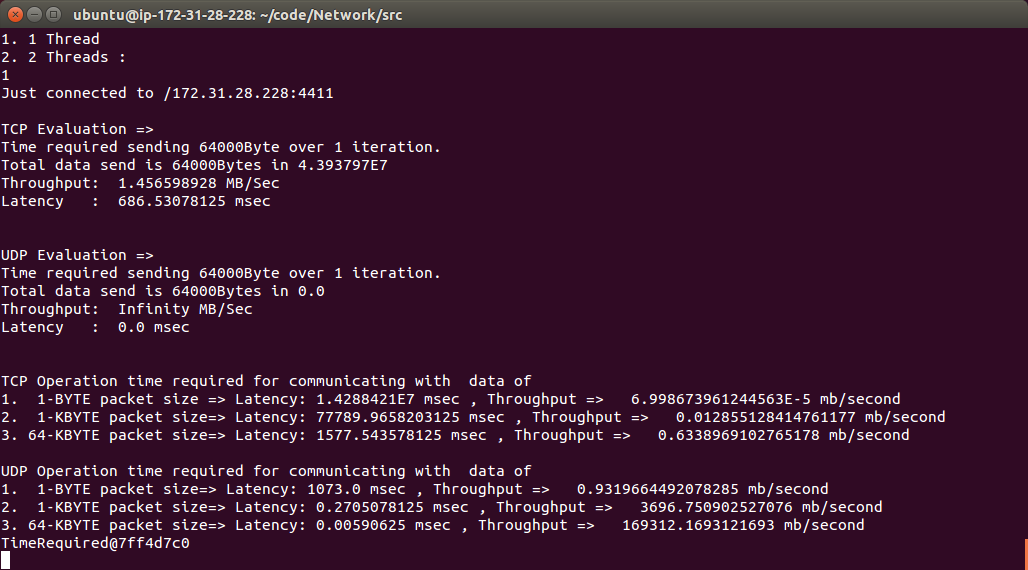 ubuntu@ip-172-31-28-228: ~/code/Network/src
1. 1 Thread
2. 2 Threads :
1
Just connected to /172.31.28.228:4411
TCP Evaluation =>
Time required sending 64000Byte over 1 iteration.
Total data send is 64000Bytes in 4.393797E7
Throughput:  1.456598928 MB/Sec
Latency   :  686.53078125 msec
UDP Evaluation =>
Time required sending 64000Byte over 1 iteration.
Total data send is 64000Bytes in 0.0
Throughput:  Infinity MB/Sec
Latency   :  0.0 msec
TCP Operation time required for communicating with  data of
1.  1-BYTE packet size => Latency: 1.4288421E7 msec , Throughput =>   6.998673961244563E-5 mb/second
2.  1-KBYTE packet size=> Latency: 77789.9658203125 msec , Throughput =>   0.012855128414761177 mb/second
3. 64-KBYTE packet size=> Latency: 1577.543578125 msec , Throughput =>   0.6338969102765178 mb/second
UDP Operation time required for communicating with  data of
1.  1-BYTE packet size=> Latency: 1073.0 msec , Throughput =>   0.9319664492078285 mb/second
2.  1-KBYTE packet size=> Latency: 0.2705078125 msec , Throughput =>   3696.750902527076 mb/second
3. 64-KBYTE packet size=> Latency: 0.00590625 msec , Throughput =>   169312.1693121693 mb/second
TimeRequired@7ff4d7c0